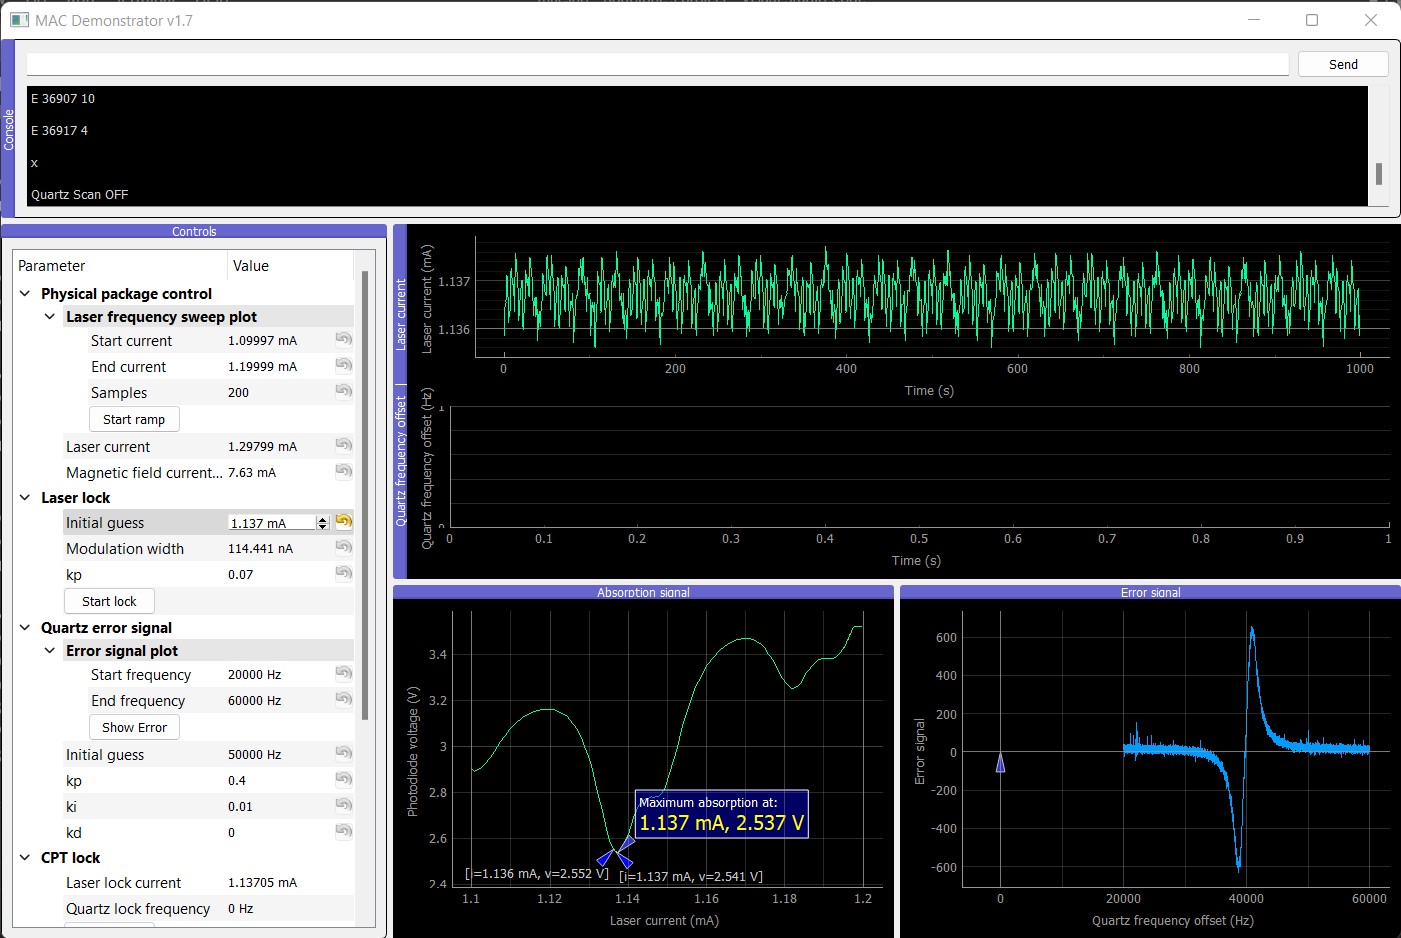 MAC Demonstrator v1.7
Console
Send
E 36907 10
E 36917 4
x
Quartz Scan OFF
Controls
Parameter Value
Physical package control
Laser frequency sweep plot
Start current 1.09997 mA
End current 1.19999 mA
Samples 200
Start ramp
Laser current 1.29799 mA
Magnetic field current... 7.63 mA
Laser lock
Initial guess 1.137 mA
Modulation width 114.441 nA
kp 0.07
Start lock
Quartz error signal
Error signal plot
Start frequency 20000 Hz
End frequency 60000 Hz
Show Error
Initial guess 50000 Hz
kp 0.4
ki 0.01
kd 0
CPT lock
Laser lock current 1.13705 mA
Quartz lock frequency 0 Hz
Laser current
Laser current (mA)
1.137
1.136
0 200 400 600 800 1000
Time (s)
Quartz frequency offset
Quartz frequency offset (Hz)
1
0
0 0.1 0.2 0.3 0.4 0.5 0.6 0.7 0.8 0.9 1
Time (s)
Absorption signal
Photodiode voltage (V)
3.4
3.2
3
2.8
2.6
2.4
Maximum absorption at:
1.137 mA, 2.537 V
[i=1.136 mA, v=2.552 V]
[i=1.137 mA, v=2.541 V]
1.1 1.12 1.14 1.16 1.18 1.2
Laser current (mA)
Error signal
Error signal
600
400
200
0
-200
-400
-600
0 20000 40000 60000
Quartz frequency offset (Hz)